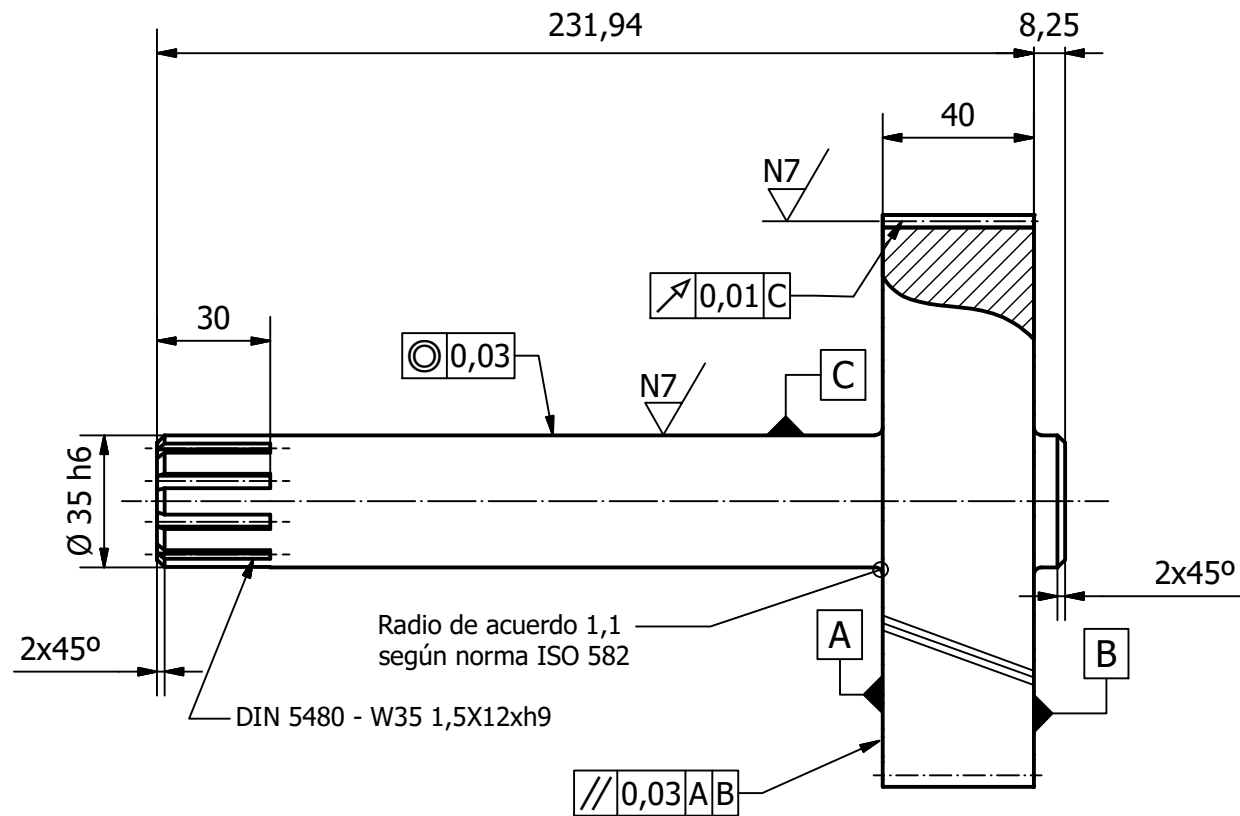 231,94
8,25
40
N7
0,01 C
30
0,03
N7
C
Ø 35 h6
2x45º
Radio de acuerdo 1,1
según norma ISO 582
A
B
2x45º
DIN 5480 - W35 1,5X12xh9
// 0,03 A B